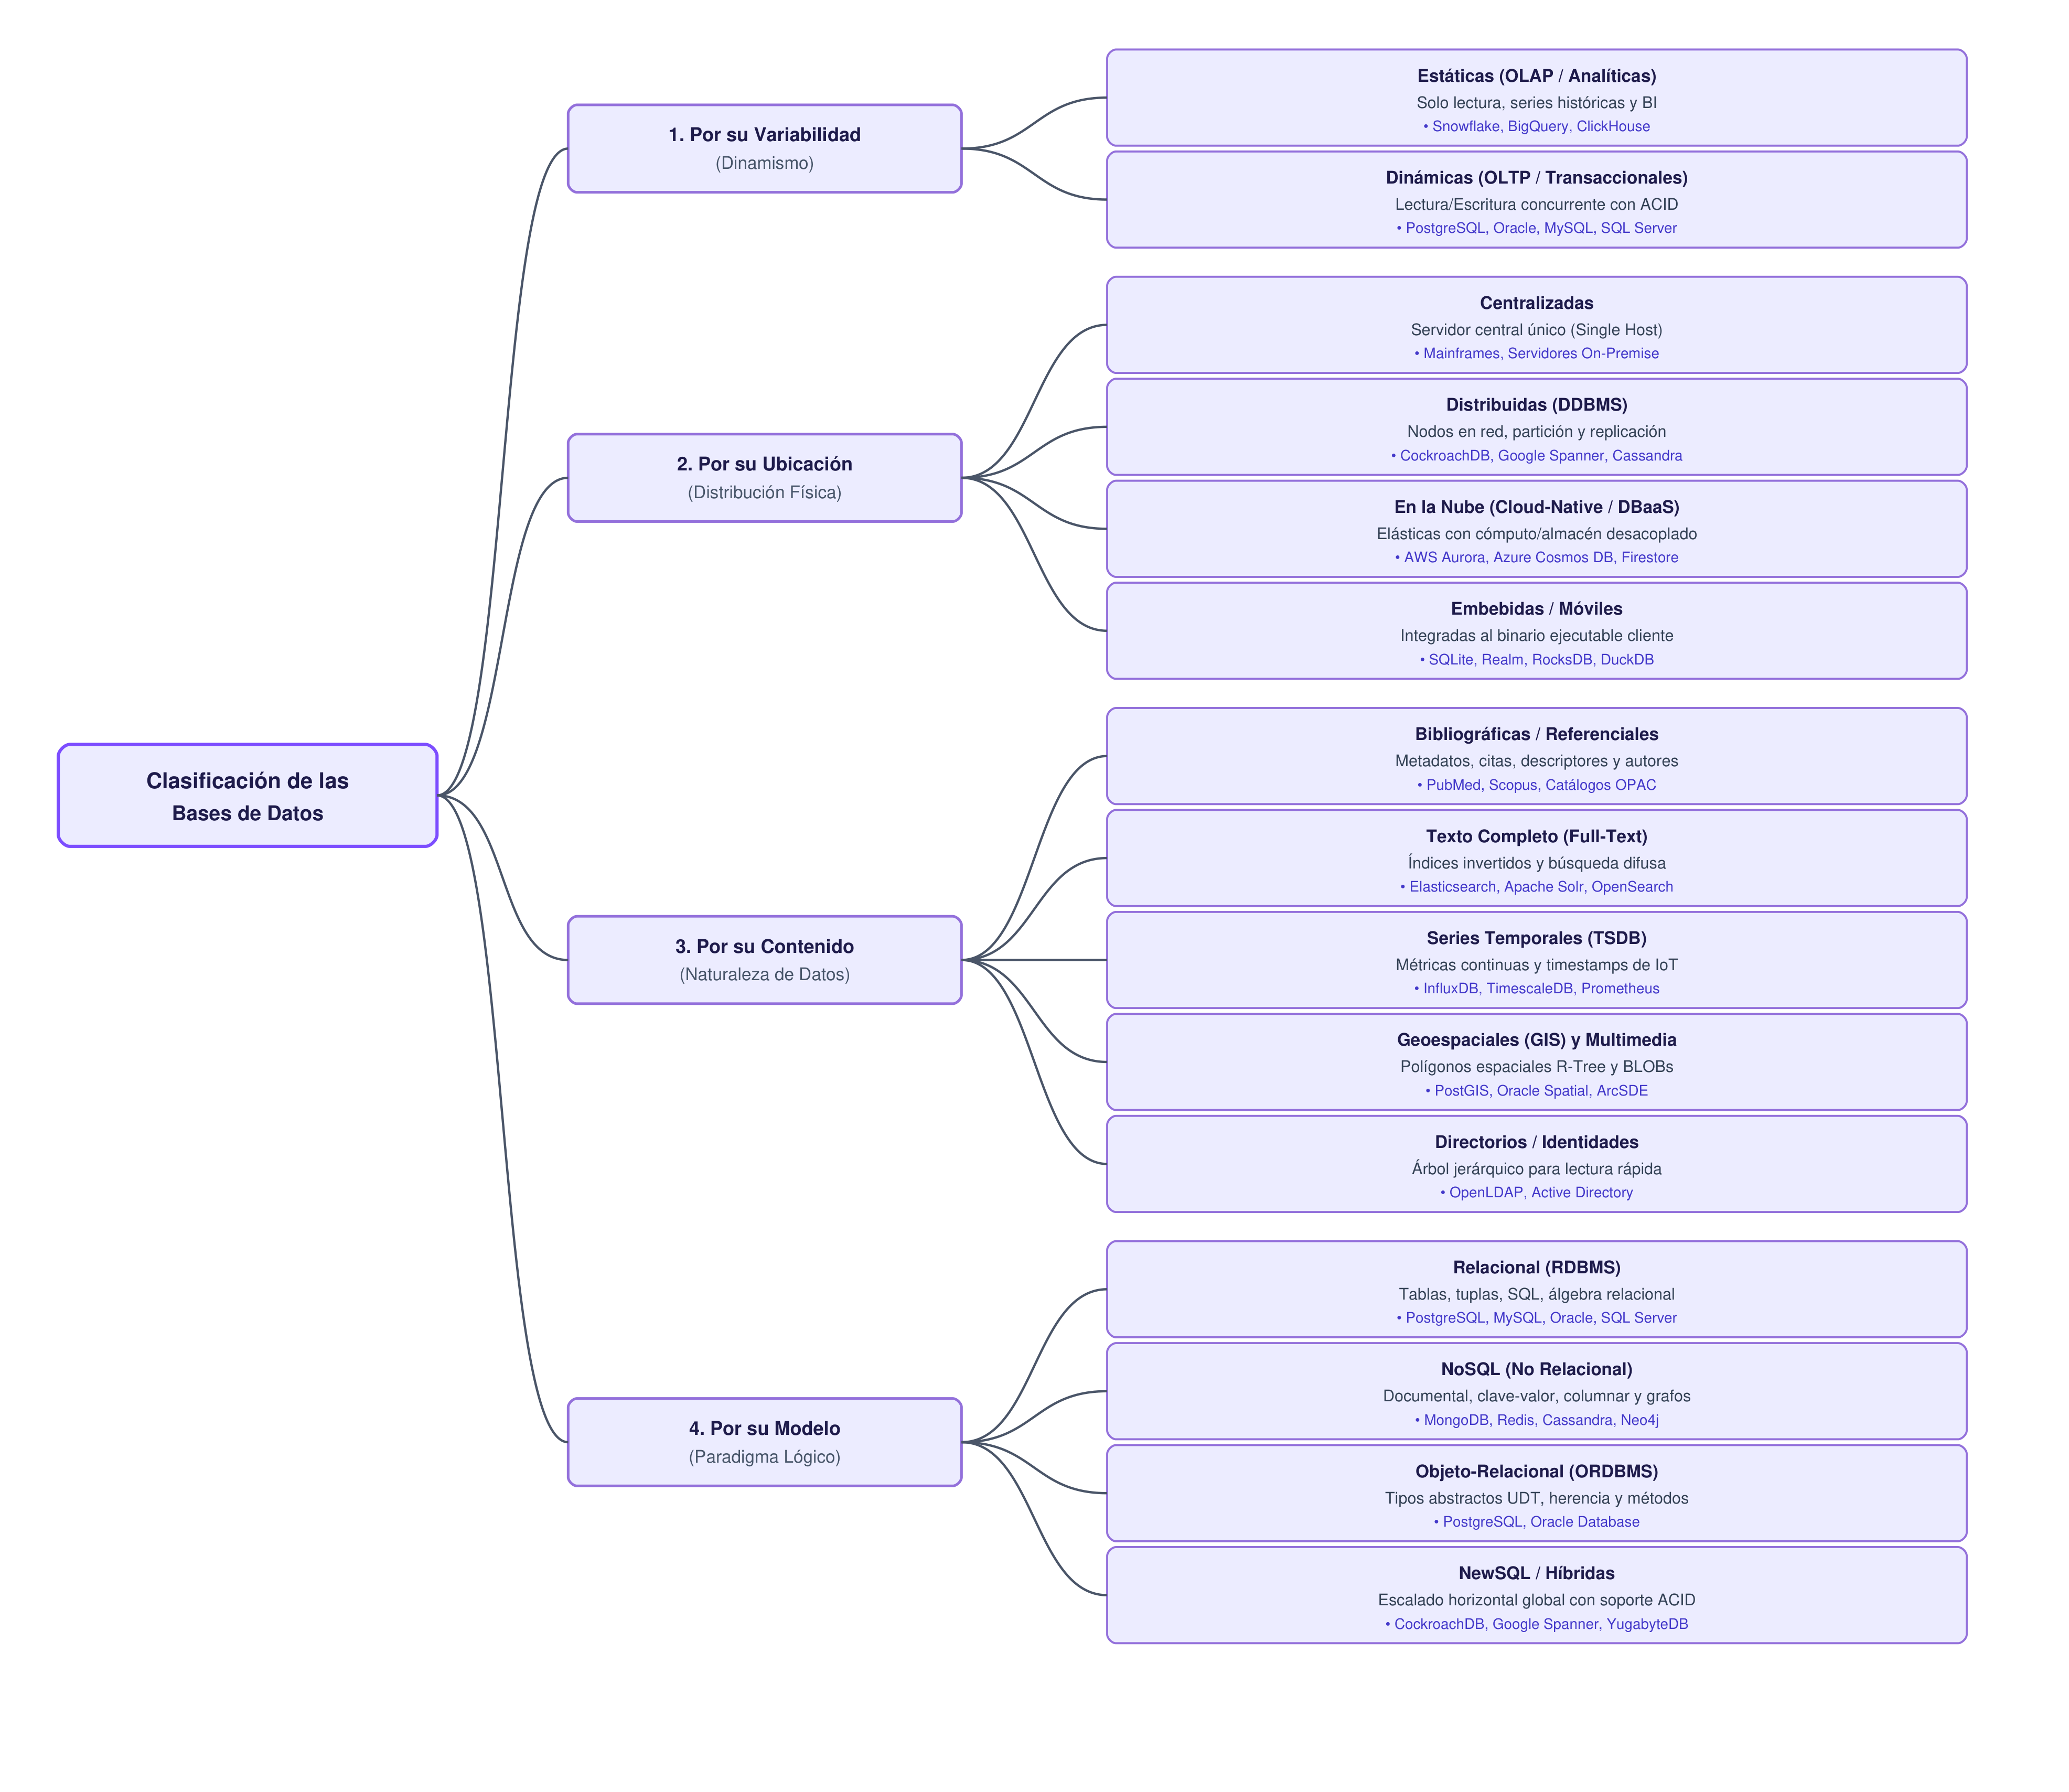 Clasificación de las
Bases de Datos
1. Por su Variabilidad
(Dinamismo)
Estáticas (OLAP / Analíticas)
Solo lectura, series históricas y BI
• Snowflake, BigQuery, ClickHouse
Dinámicas (OLTP / Transaccionales)
Lectura/Escritura concurrente con ACID
• PostgreSQL, Oracle, MySQL, SQL Server
2. Por su Ubicación
(Distribución Física)
Centralizadas
Servidor central único (Single Host)
• Mainframes, Servidores On-Premise
Distribuidas (DDBMS)
Nodos en red, partición y replicación
• CockroachDB, Google Spanner, Cassandra
En la Nube (Cloud-Native / DBaaS)
Elásticas con cómputo/almacén desacoplado
• AWS Aurora, Azure Cosmos DB, Firestore
Embebidas / Móviles
Integradas al binario ejecutable cliente
• SQLite, Realm, RocksDB, DuckDB
3. Por su Contenido
(Naturaleza de Datos)
Bibliográficas / Referenciales
Metadatos, citas, descriptores y autores
• PubMed, Scopus, Catálogos OPAC
Texto Completo (Full-Text)
Índices invertidos y búsqueda difusa
• Elasticsearch, Apache Solr, OpenSearch
Series Temporales (TSDB)
Métricas continuas y timestamps de IoT
• InfluxDB, TimescaleDB, Prometheus
Geoespaciales (GIS) y Multimedia
Polígonos espaciales R-Tree y BLOBs
• PostGIS, Oracle Spatial, ArcSDE
Directorios / Identidades
Árbol jerárquico para lectura rápida
• OpenLDAP, Active Directory
4. Por su Modelo
(Paradigma Lógico)
Relacional (RDBMS)
Tablas, tuplas, SQL, álgebra relacional
• PostgreSQL, MySQL, Oracle, SQL Server
NoSQL (No Relacional)
Documental, clave-valor, columnar y grafos
• MongoDB, Redis, Cassandra, Neo4j
Objeto-Relacional (ORDBMS)
Tipos abstractos UDT, herencia y métodos
• PostgreSQL, Oracle Database
NewSQL / Híbridas
Escalado horizontal global con soporte ACID
• CockroachDB, Google Spanner, YugabyteDB